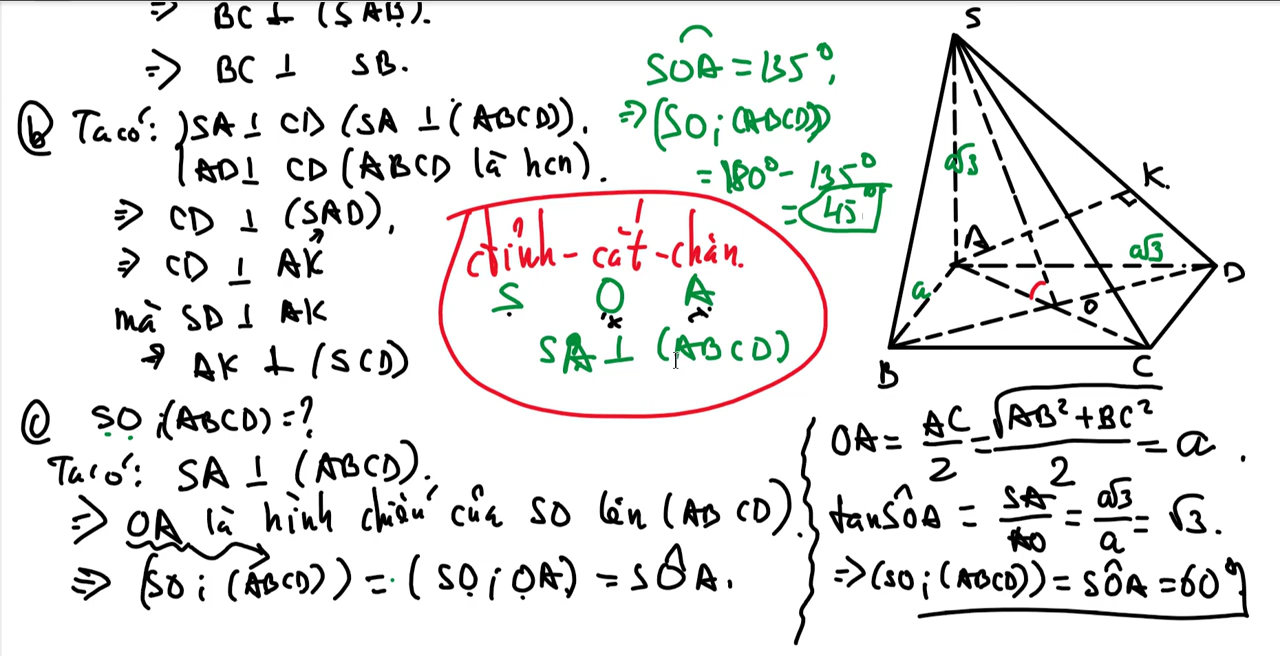 ⇒ BC ⊥ (SAB).
⇒ BC ⊥ SB.
ⓑ Ta có: SA ⊥ CD (SA ⊥ (ABCD)).
AD ⊥ CD (ABCD là hcn).
⇒ CD ⊥ (SAD).
⇒ CD ⊥ AK
mà SD ⊥ AK
⇒ AK ⊥ (SCD)
ⓒ SO;(ABCD)=?
Ta có: SA ⊥ (ABCD).
⇒ OA là hình chiếu của SO lên (ABCD).
⇒ (SO;(ABCD)) = (SO;OA) = SÔA.
SOA = 135°.
⇒ (SO;(ABCD))
= 180° - 135°
= 45°
đỉnh - cắt - chân.
S O A
SA ⊥ (ABCD)
S
a√3
K.
A
a√3
D
a
O
B
C
OA = AC/2 = √(AB² + BC²)/2 = a.
tan SÔA = SA/AO = a√3/a = √3.
⇒ (SO;(ABCD)) = SÔA = 60°